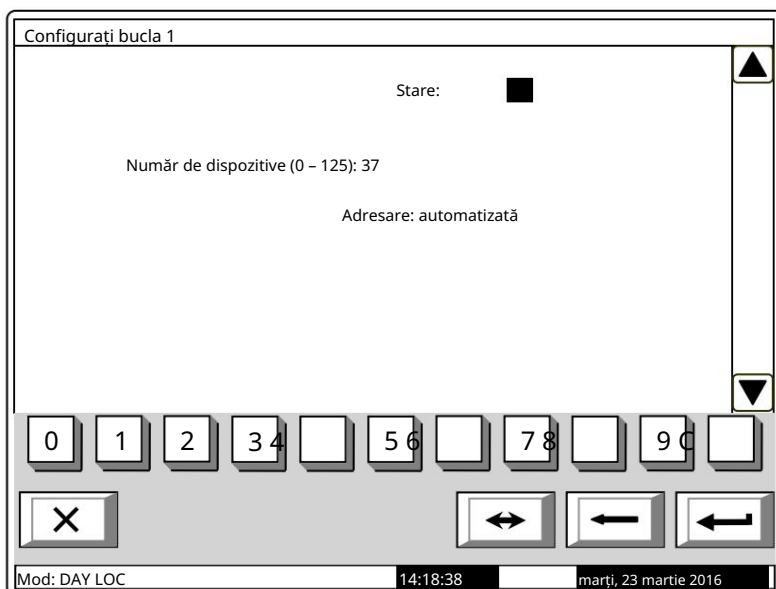 Configurați bucla 1
Stare:
Număr de dispozitive (0 – 125): 37
Adresare: automatizată
0 1 2 3 4 5 6 7 8 9 C
Mod: DAY LOC 14:18:38 marți, 23 martie 2016